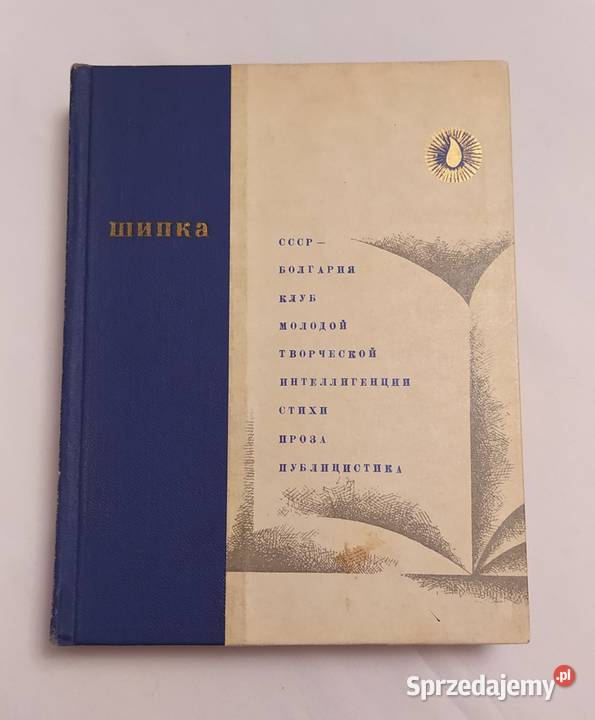 шипка
СССР –
БОЛГАРИЯ
КЛУБ
МОЛОДОЙ
ТВОРЧЕСКОЙ
ИНТЕЛЛИГЕНЦИИ
СТИХИ
ПРОЗА
ПУБЛИЦИСТИКА
Sprzedajemy.pl